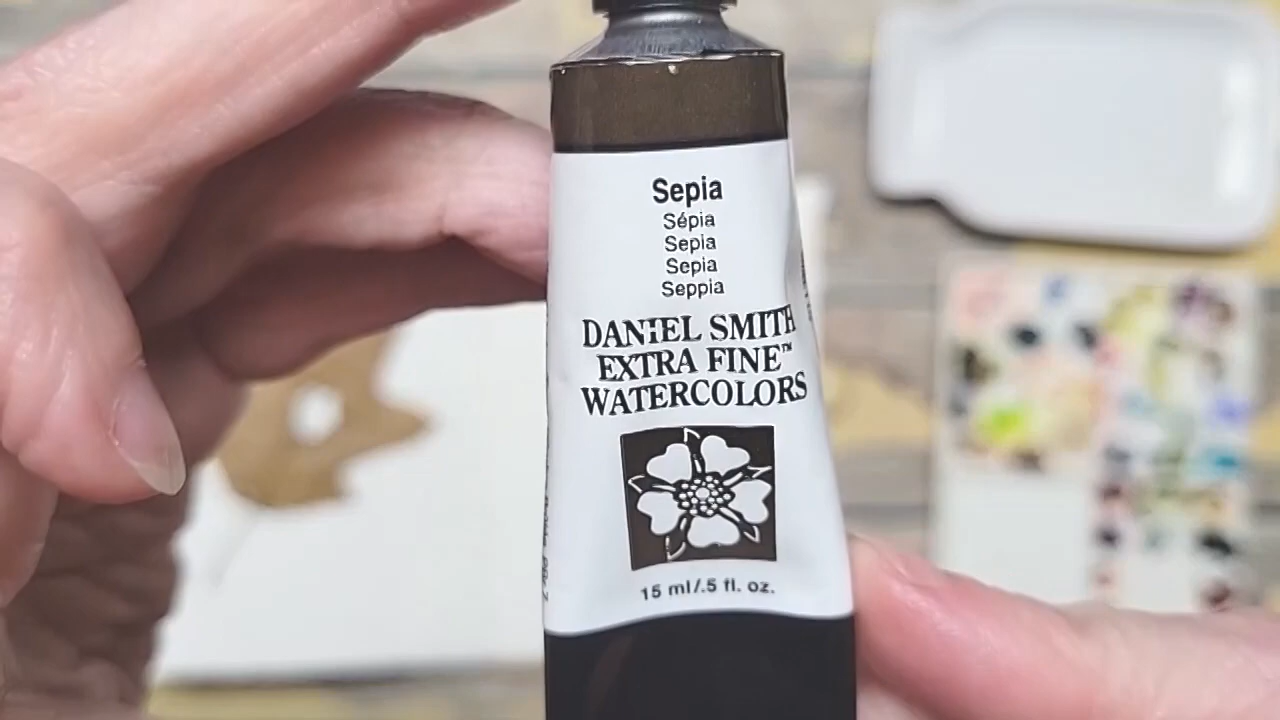 Sepia
Sépia
Sepia
Sepia
Seppia
DANIEL SMITH
EXTRA FINE™
WATERCOLORS
15 ml/.5 fl. oz.